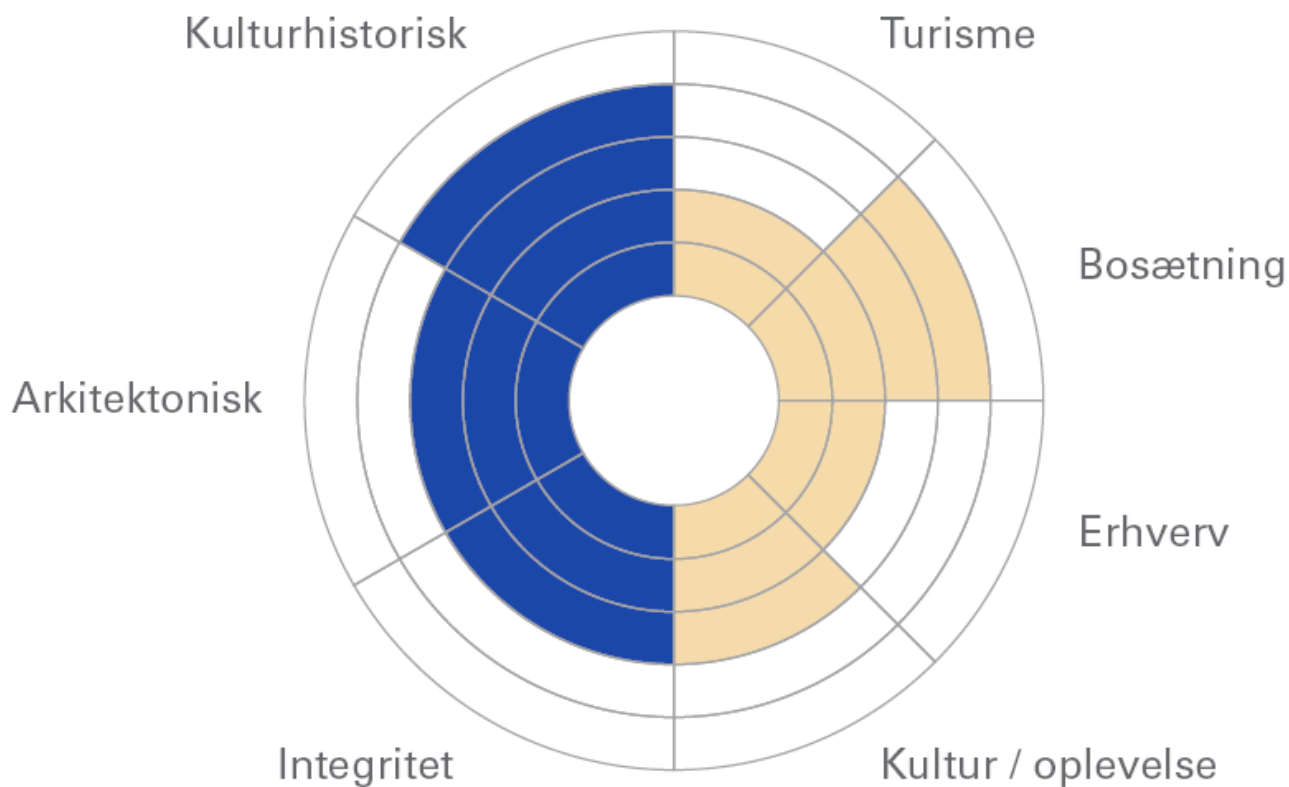 Kulturhistorisk
Turisme
Bosætning
Arkitektonisk
Erhverv
Integritet
Kultur / oplevelse